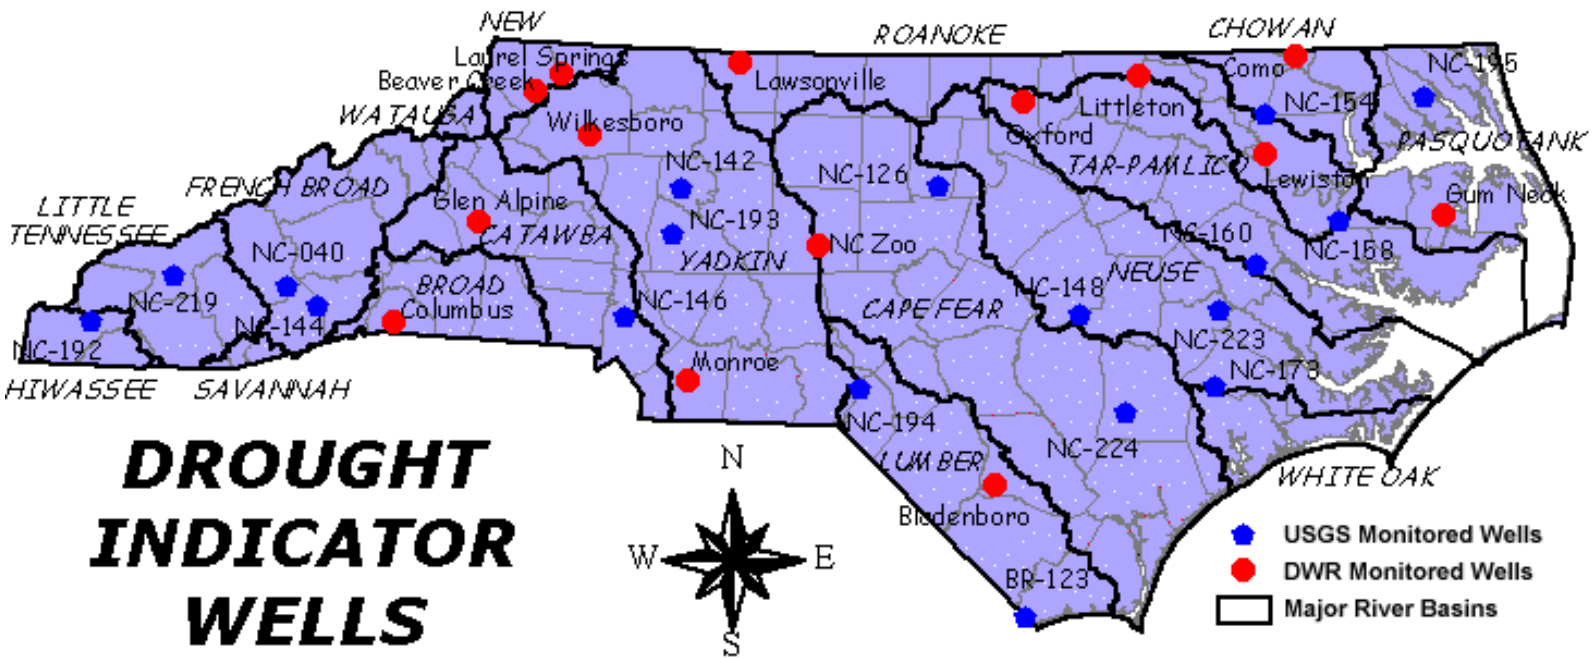 NEW
ROANOKE
CHOWAN
Laurel Springs
Beaver Creek
Lawsonville
Como
NC-195
WATAUGA
Wilkesboro
Oxford
Littleton
NC-154
PASQUOTANK
NC-142
NC-126
TAR-PAMLICO
Lewiston
FRENCH BROAD
Glen Alpine
Gum Neck
LITTLE
TENNESSEE
CATAWBA
NC-193
NC Zoo
NC-160
NC-158
NC-040
YADKIN
NEUSE
NC-219
BROAD
Columbus
NC-146
CAPE FEAR
NC-148
NC-144
NC-223
NC-192
Monroe
NC-173
HIWASSEE
SAVANNAH
NC-194
NC-224
LUMBER
WHITE OAK
Bladenboro
BR-123
DROUGHT
INDICATOR
WELLS
N
W
E
S
USGS Monitored Wells
DWR Monitored Wells
Major River Basins